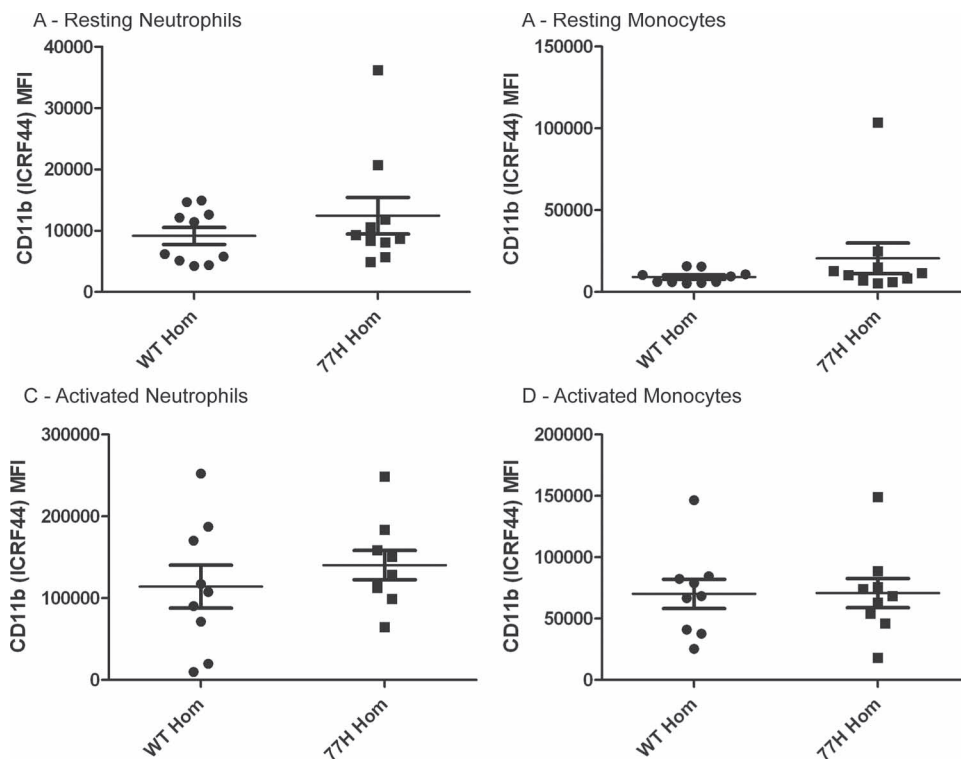 A - Resting Neutrophils
CD11b (ICRF44) MFI
40000
30000
20000
10000
0
WT Hom
77H Hom
A - Resting Monocytes
CD11b (ICRF44) MFI
150000
100000
50000
0
WT Hom
77H Hom
C - Activated Neutrophils
CD11b (ICRF44) MFI
300000
200000
100000
0
WT Hom
77H Hom
D - Activated Monocytes
CD11b (ICRF44) MFI
200000
150000
100000
50000
0
WT Hom
77H Hom